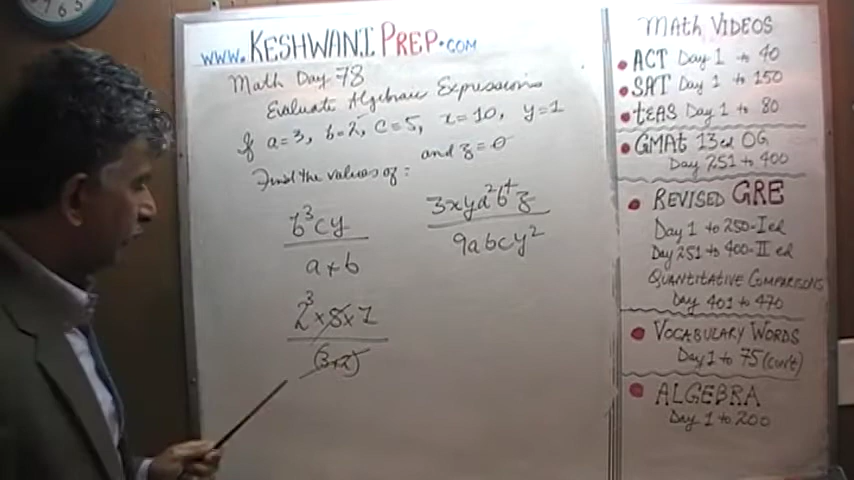 www.KESHWANI PREP.COM
Math Day 78
Evaluate Algebraic Expressions
If a=3, b=2, c=5, x=10, y=1
and z=0
Find the values of:
b³cy
a+b
3xya²b⁴z
9abcy²
2³×5×1
(3+2)
MATH VIDEOS
ACT Day 1 to 40
SAT Day 1 to 150
tEAS Day 1 to 80
GMAt 13ed OG
Day 251 to 400
REVISED GRE
Day 1 to 250-I ed
Day 251 to 400-II ed
QUANTITATIVE COMPARISONS
Day 401 to 470
VOCABULARY WORDS
Day 1 to 75 (con't)
ALGEBRA
Day 1 to 200